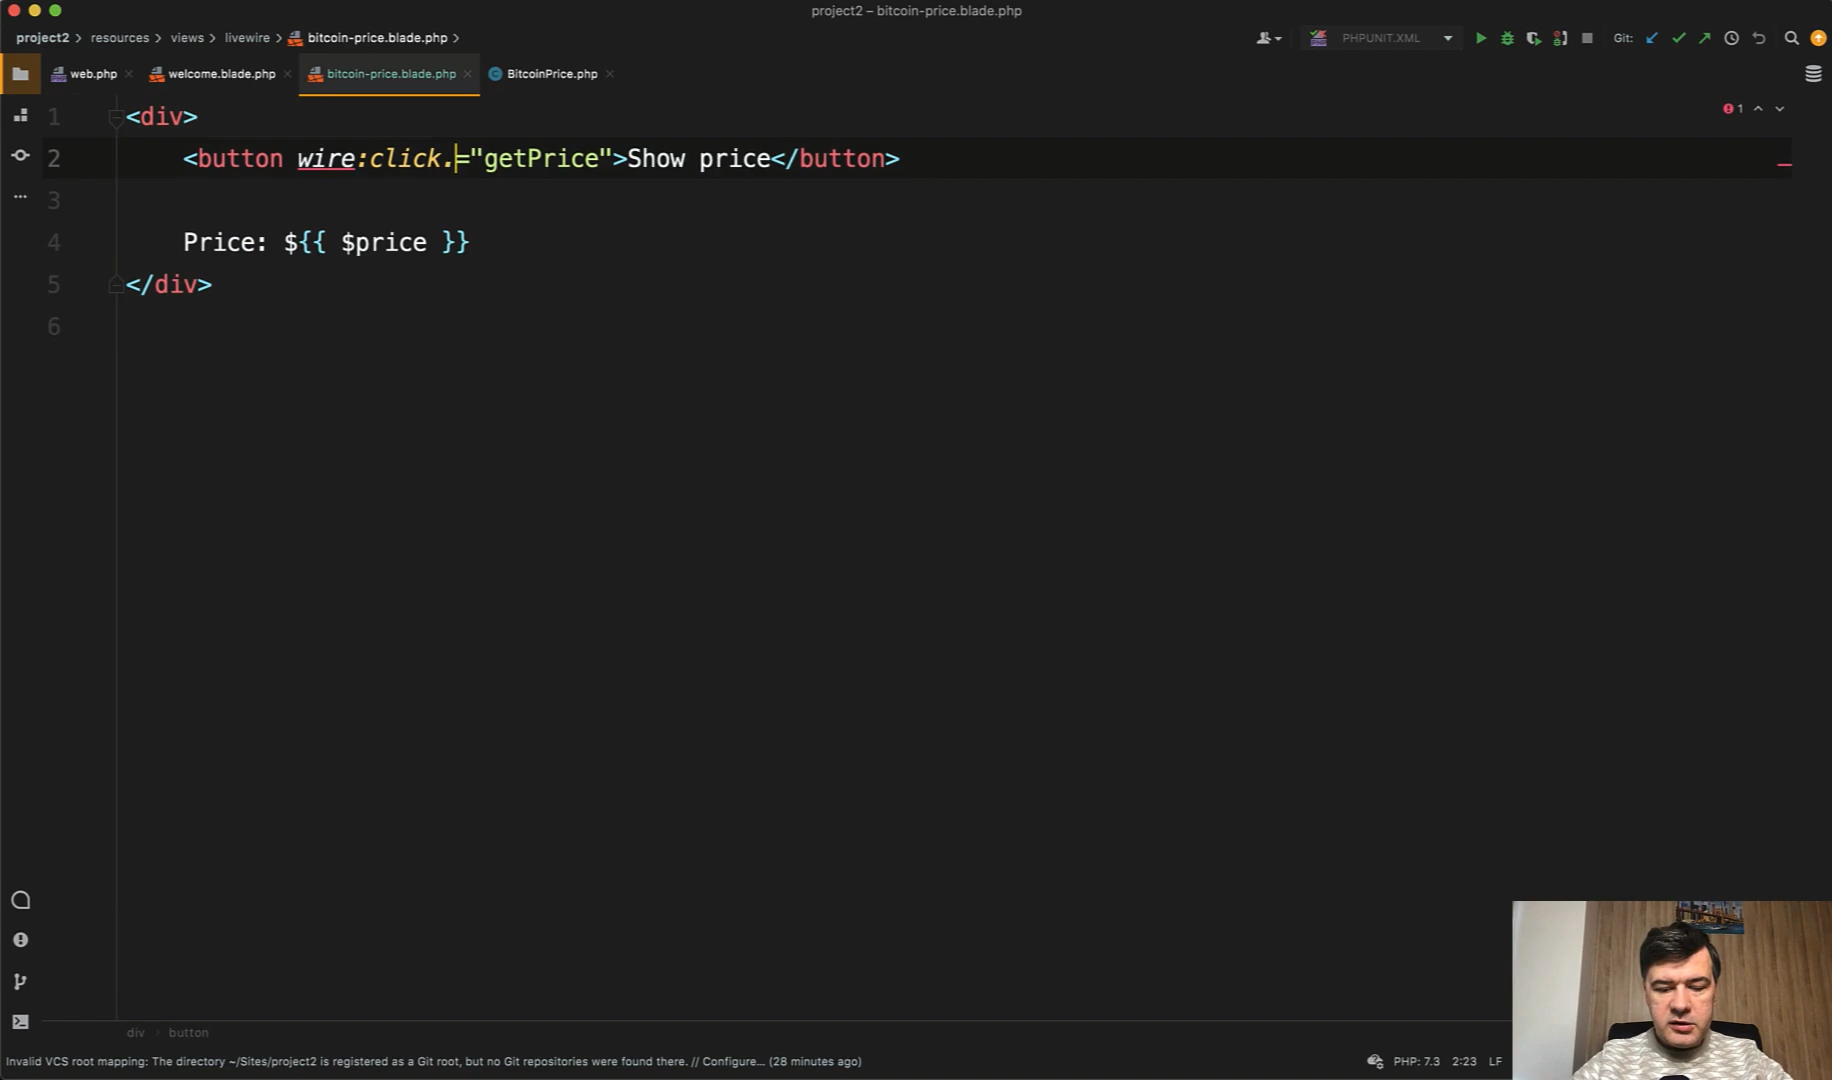 project2 – bitcoin-price.blade.php
project2 > resources > views > livewire > bitcoin-price.blade.php >
PHPUNIT.XML
Git:
web.php
welcome.blade.php
bitcoin-price.blade.php
BitcoinPrice.php
1 <div>
1
2 <button wire:click.="getPrice">Show price</button>
3
4 Price: ${{ $price }}
5 </div>
6
div > button
Invalid VCS root mapping: The directory ~/Sites/project2 is registered as a Git root, but no Git repositories were found there. // Configure... (28 minutes ago)
PHP: 7.3 2:23 LF